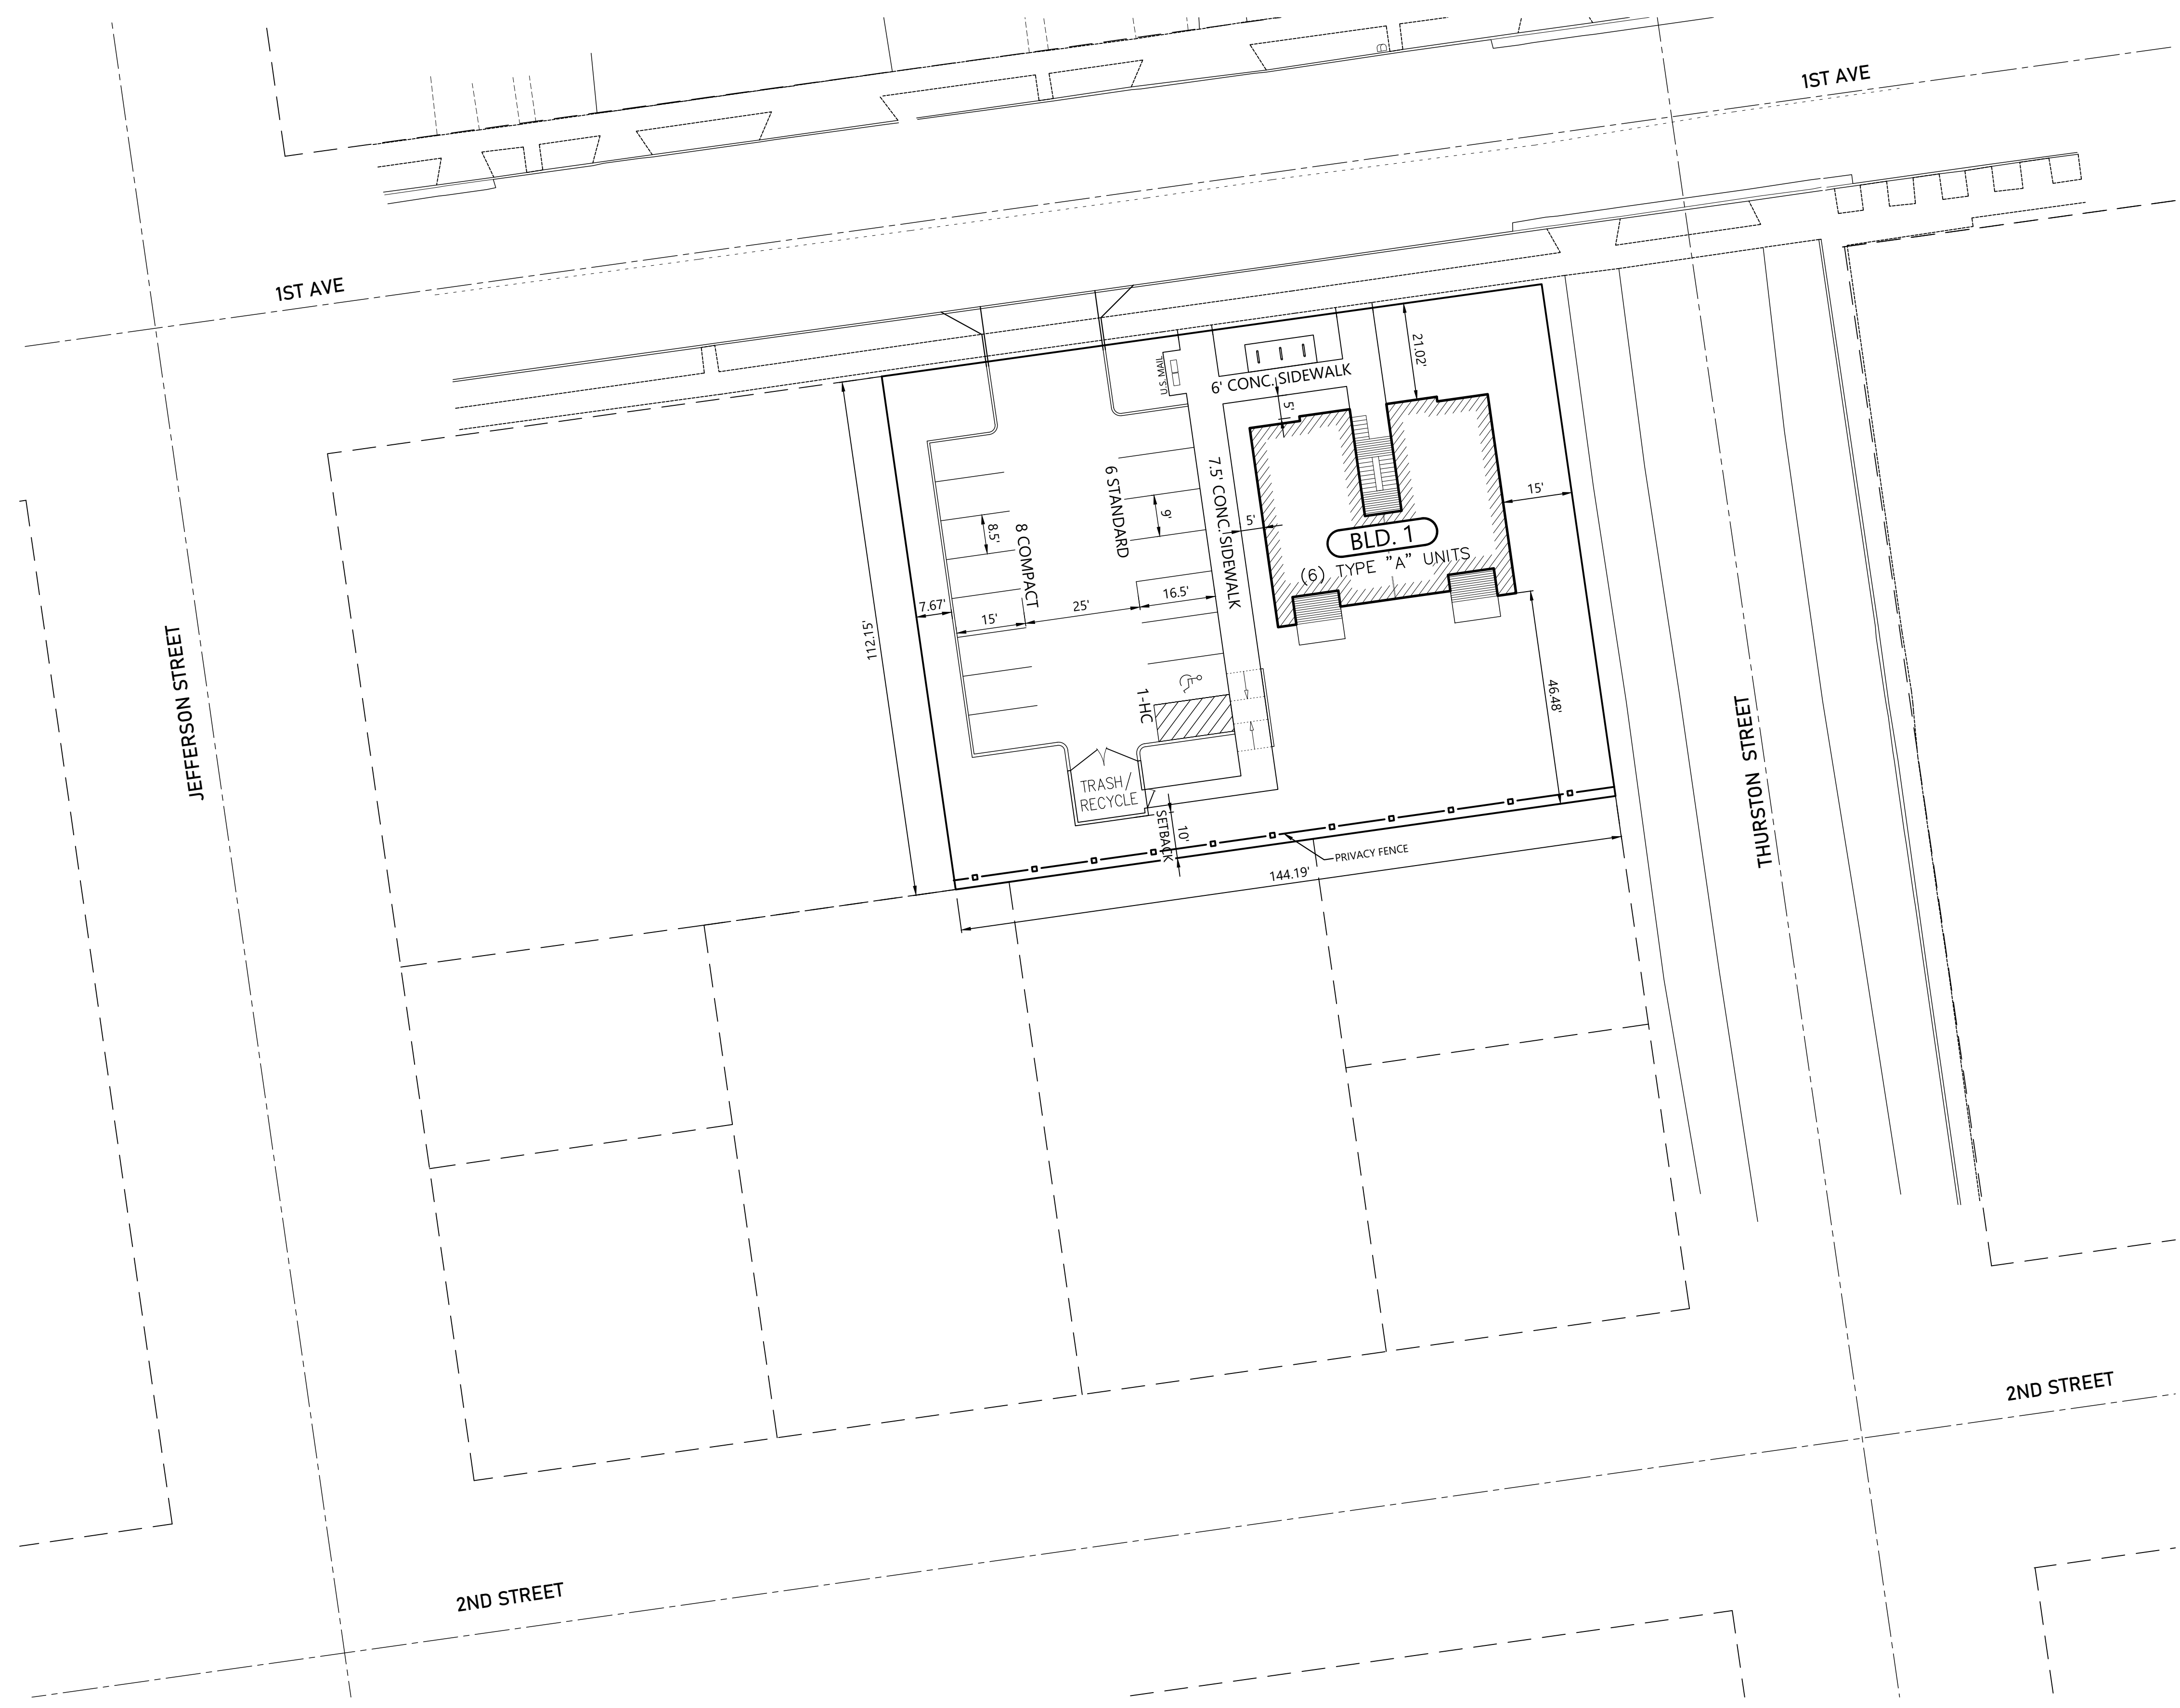 1ST AVE
1ST AVE
U.S. MAIL
6' CONC. SIDEWALK
21.02'
5'
6 STANDARD
9'
7.5' CONC. SIDEWALK
5'
15'
8.5'
8 COMPACT
BLD. 1
(6) TYPE "A" UNITS
7.67'
15'
25'
16.5'
112.15'
JEFFERSON STREET
1-HC
46.48'
THURSTON STREET
TRASH/
RECYCLE
10'
SETBACK
PRIVACY FENCE
144.19'
2ND STREET
2ND STREET